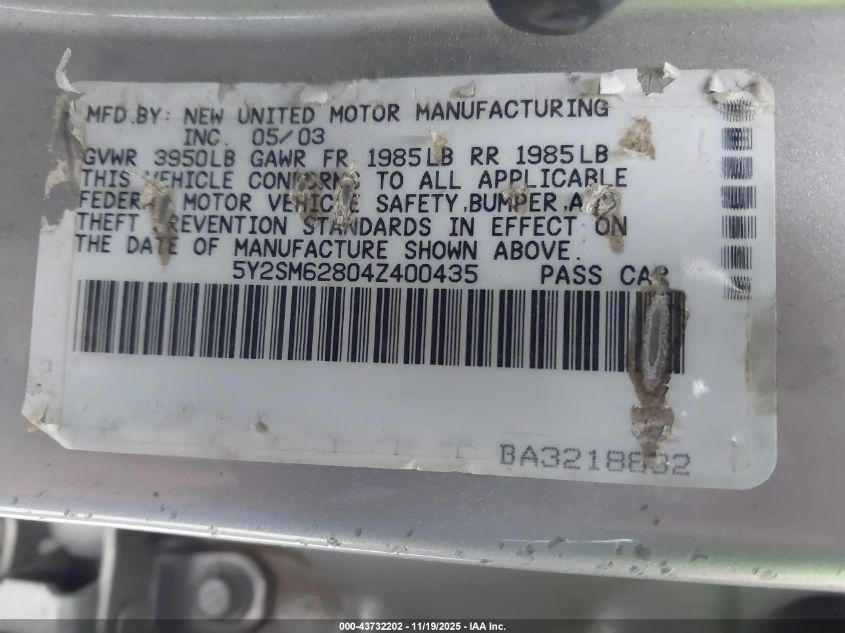 MFD.BY: NEW UNITED MOTOR MANUFACTURING
INC. 05/03
GVWR 3950LB GAWR FR 1985LB RR 1985LB
THIS VEHICLE CONFORMS TO ALL APPLICABLE
FEDERAL MOTOR VEHICLE SAFETY,BUMPER,AND
THEFT PREVENTION STANDARDS IN EFFECT ON
THE DATE OF MANUFACTURE SHOWN ABOVE.
5Y2SM62804Z400435 PASS CAR
000-43732202 - 11/19/2025 - IAA Inc.